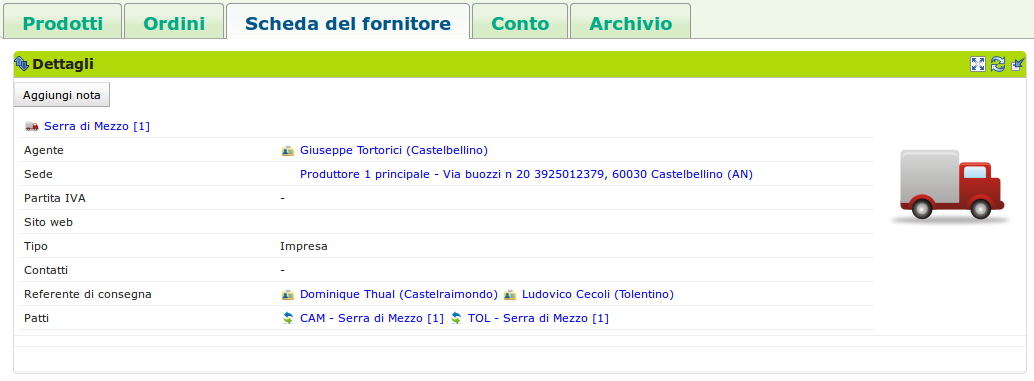 Prodotti Ordini Scheda del fornitore Conto Archivio
Dettagli
Aggiungi nota
Serra di Mezzo [1]
Agente Giuseppe Tortorici (Castelbellino)
Sede Produttore 1 principale - Via buozzi n 20 3925012379, 60030 Castelbellino (AN)
Partita IVA -
Sito web
Tipo Impresa
Contatti -
Referente di consegna Dominique Thual (Castelraimondo) Ludovico Cecoli (Tolentino)
Patti CAM - Serra di Mezzo [1] TOL - Serra di Mezzo [1]